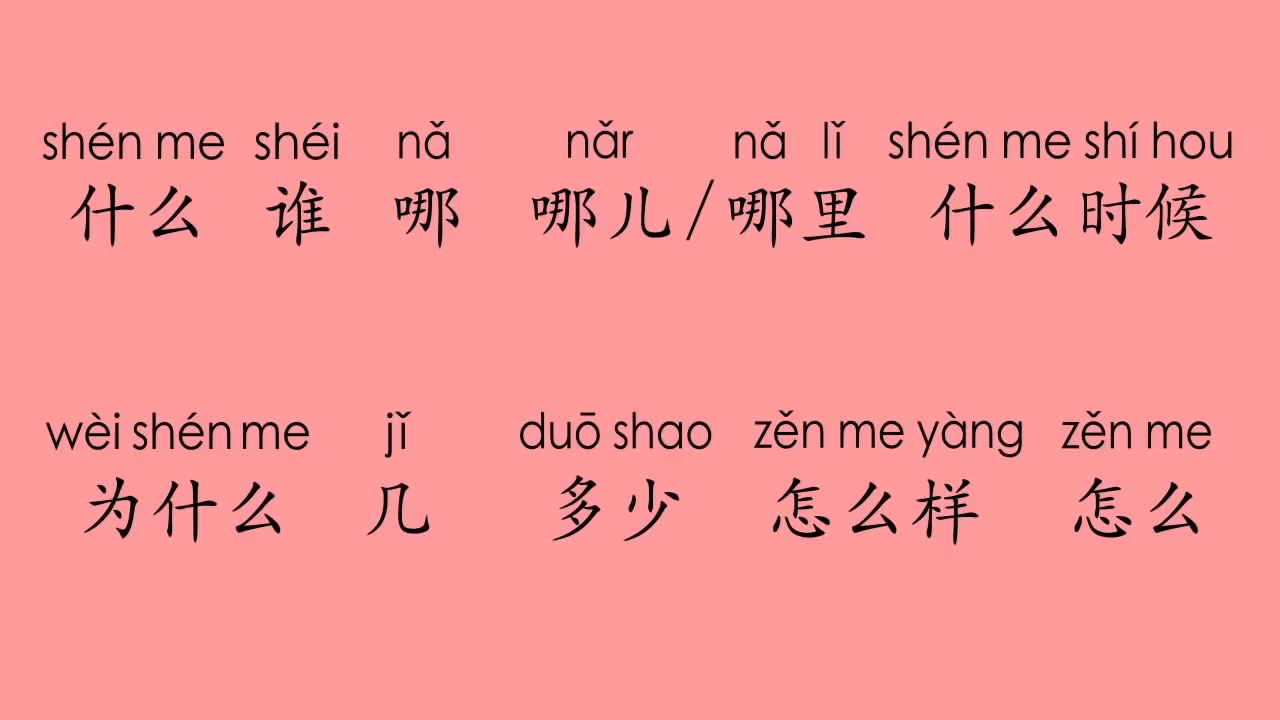 shén me shéi nǎ nǎr nǎ lǐ shén me shí hou
什么 谁 哪 哪儿/哪里 什么时候
wèi shén me jǐ duō shao zěn me yàng zěn me
为什么 几 多少 怎么样 怎么